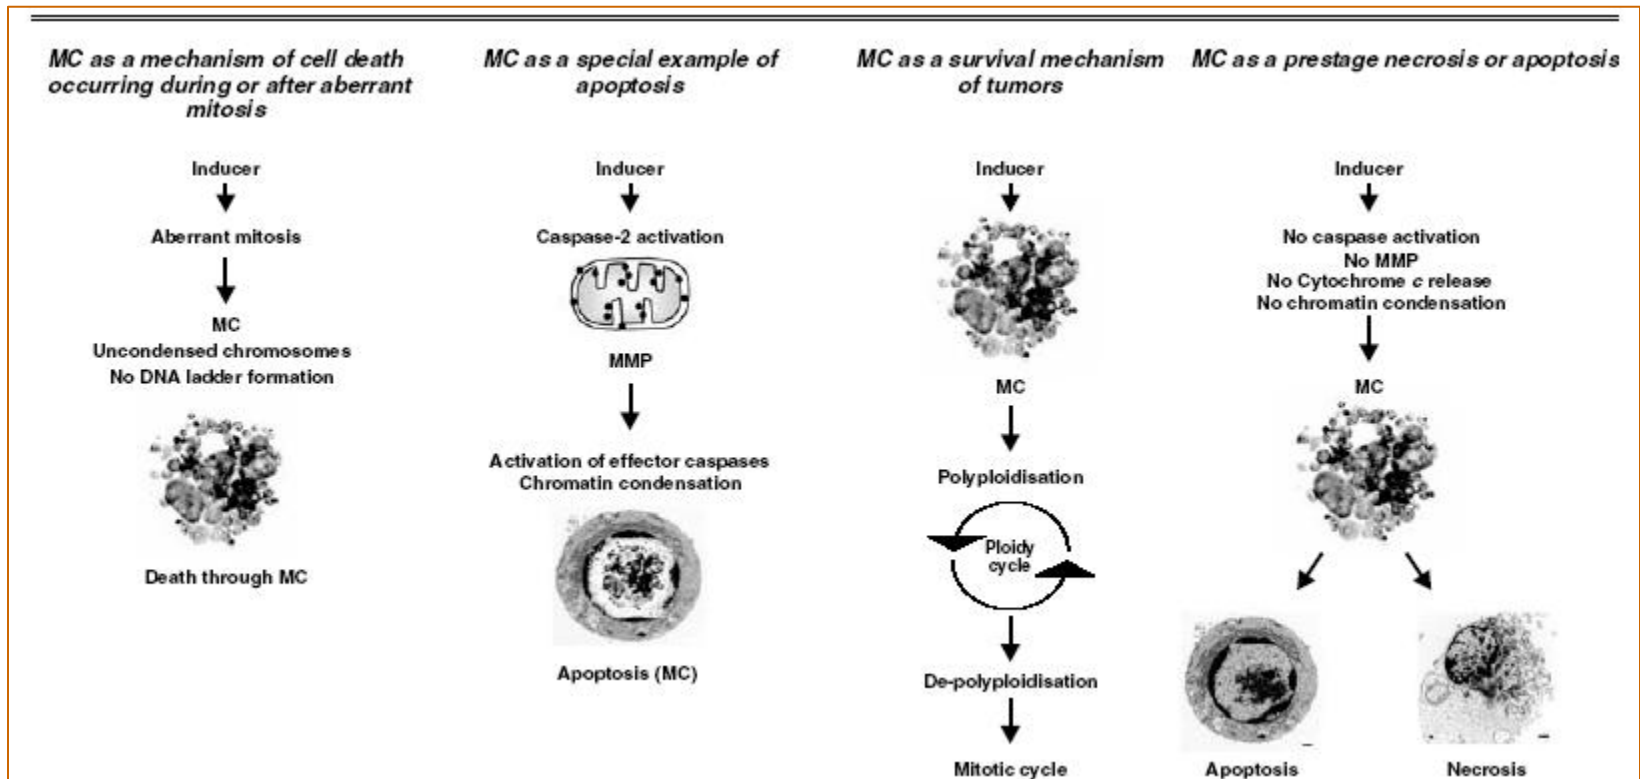 MC as a mechanism of cell death
occurring during or after aberrant
mitosis
Inducer
Aberrant mitosis
MC
Uncondensed chromosomes
No DNA ladder formation
Death through MC
MC as a special example of
apoptosis
Inducer
Caspase-2 activation
MMP
Activation of effector caspases
Chromatin condensation
Apoptosis (MC)
MC as a survival mechanism
of tumors
Inducer
MC
Polyploidisation
Ploidy
cycle
De-polyploidisation
Mitotic cycle
MC as a prestage necrosis or apoptosis
Inducer
No caspase activation
No MMP
No Cytochrome c release
No chromatin condensation
MC
Apoptosis
Necrosis